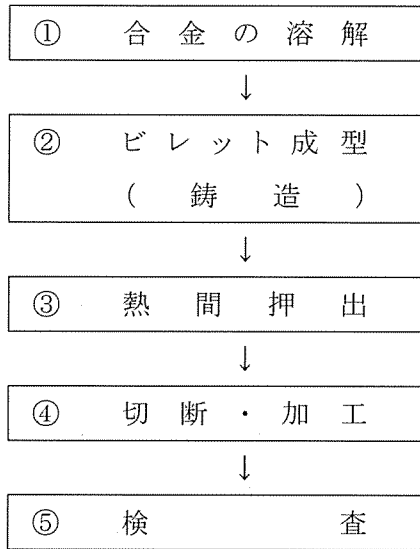 ① 合金の溶解
↓
② ビレット成型
(鋳造)
↓
③ 熱間押出
↓
④ 切断・加工
↓
⑤ 検査